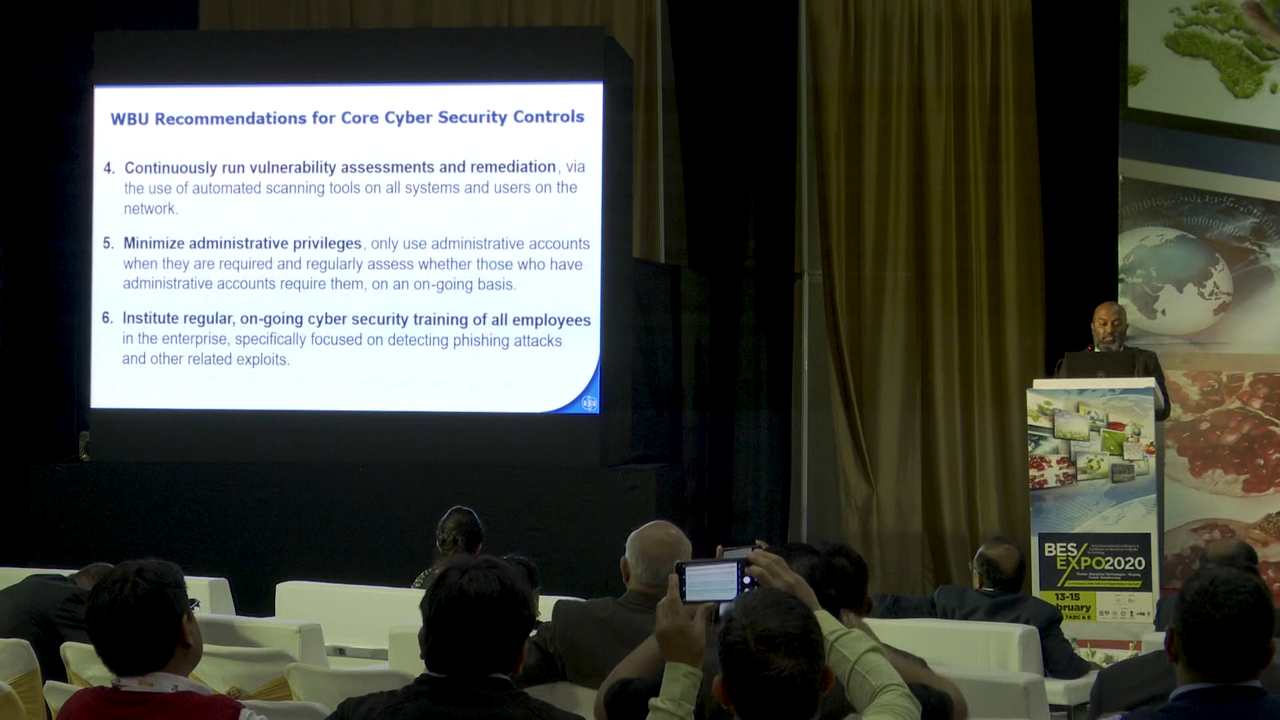 WBU Recommendations for Core Cyber Security Controls
4. Continuously run vulnerability assessments and remediation, via
the use of automated scanning tools on all systems and users on the
network.
5. Minimize administrative privileges, only use administrative accounts
when they are required and regularly assess whether those who have
administrative accounts require them, on an on-going basis.
6. Institute regular, on-going cyber security training of all employees
in the enterprise, specifically focused on detecting phishing attacks
and other related exploits.
BES
EXPO2020
13-15
bruary